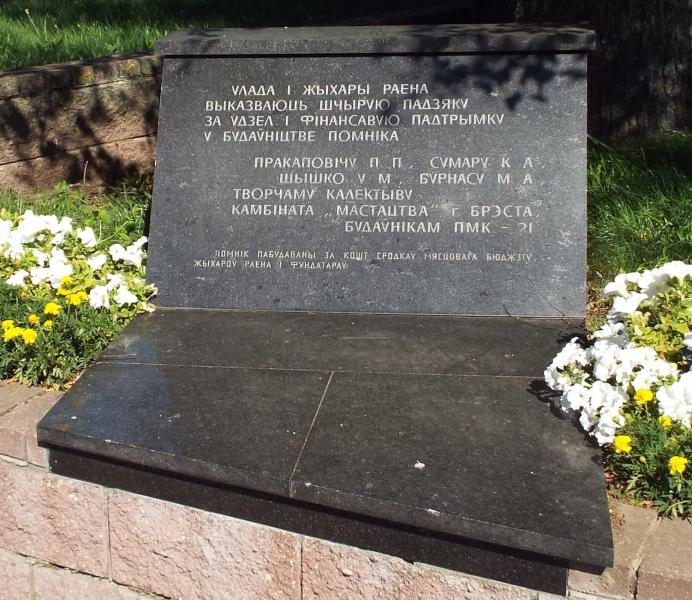 УЛАДА І ЖЫХАРЫ РАЕНА
ВЫКАЗВАЮЦЬ ШЧЫРУЮ ПАДЗЯКУ
ЗА УДЗЕЛ І ФІНАНСАВУЮ ПАДТРЫМКУ
У БУДАЎНІЦТВЕ ПОМНІКА
ПРАКАПОВІЧУ П. П., СУМАРУ К. А.,
ШЫШКО У. М., БУРНАСУ М. А.,
ТВОРЧАМУ КАЛЕКТЫВУ
КАМБІНАТА „МАСТАЦТВА" г. БРЭСТА,
БУДАЎНІКАМ ПМК – 21
ПОМНІК ПАБУДАВАНЫ ЗА КОШТ СРОДКАЎ МЯСЦОВАГА БЮДЖЭТУ
ЖЫХАРОЎ РАЕНА І ФУНДАТАРАЎ